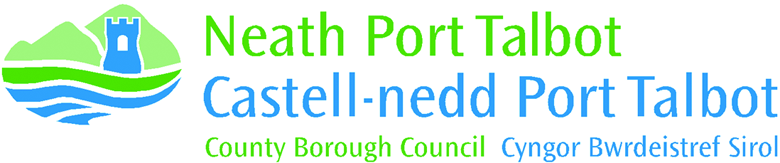 Neath Port Talbot
Castell-nedd Port Talbot
County Borough Council Cyngor Bwrdeistref Sirol